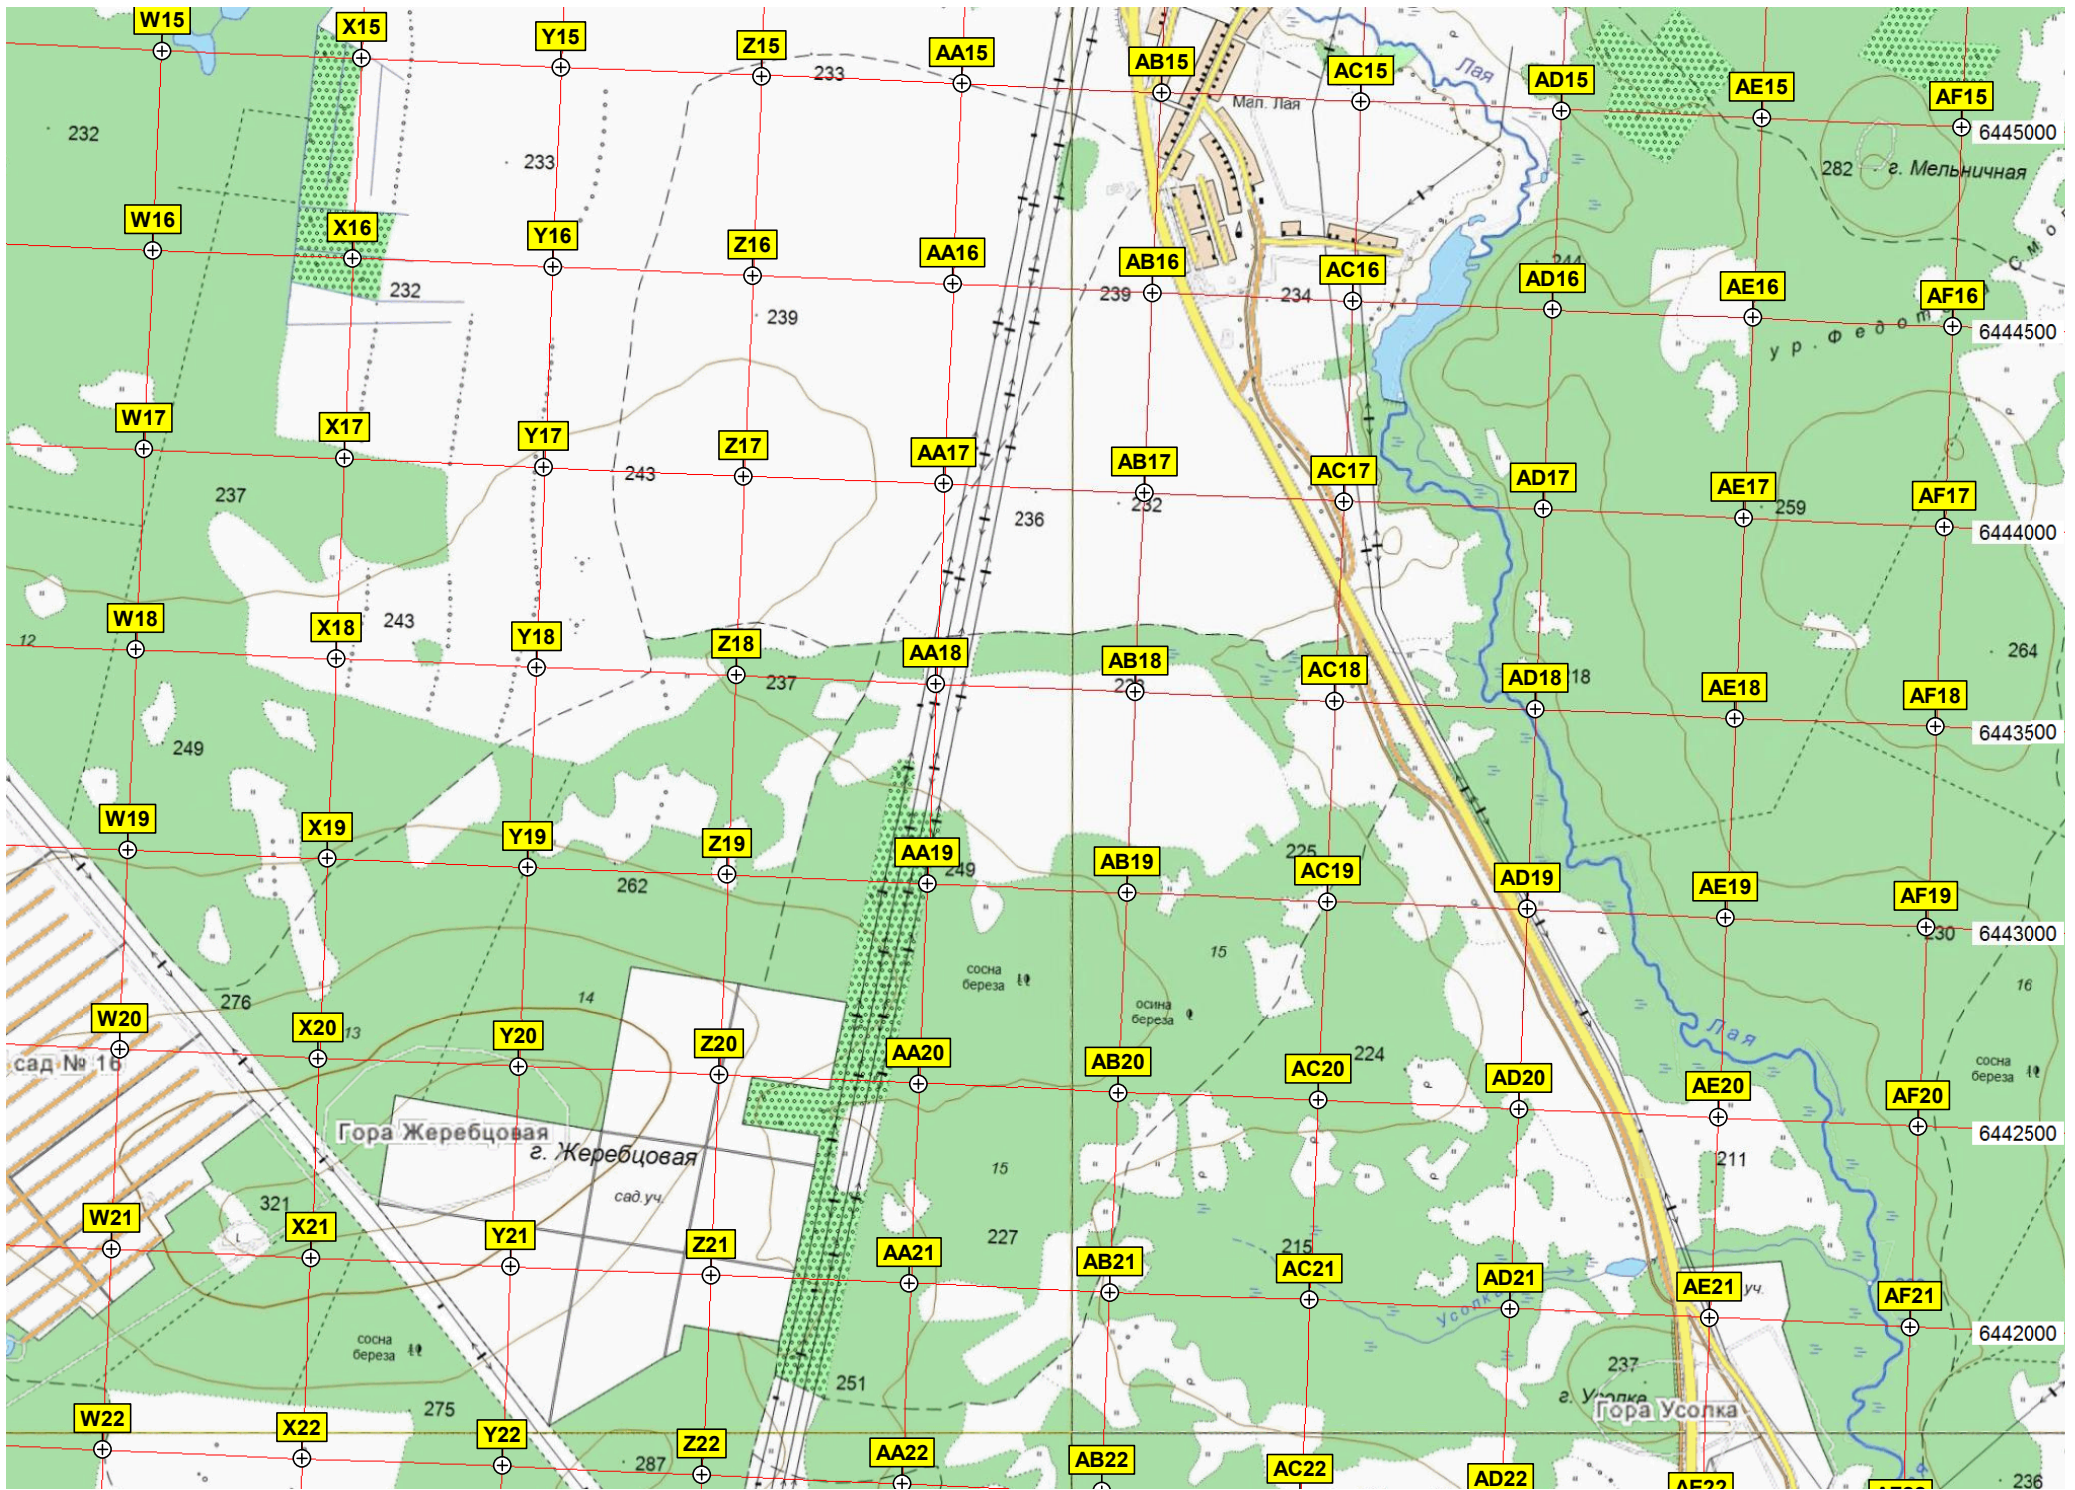 W15 X15 Y15 Z15 AA15 AB15 AC15 AD15 AE15 AF15
Лая
233
Мал. Лая
232
6445000
233
282 г. Мельничная
W16 X16 Y16 Z16 AA16 AB16 AC16 AD16 AE16 AF16
244
232
239
234
239
6444500
W17 X17 Y17 Z17 AA17 AB17 AC17 AD17 AE17 AF17
243
237
236
232
259
6444000
W18 X18 Y18 Z18 AA18 AB18 AC18 AD18 AE18 AF18
12
243
264
237
6443500
249
W19 X19 Y19 Z19 AA19 AB19 AC19 AD19 AE19 AF19
225
249
262
230
6443000
15
сосна
береза
276
14
16
осина
береза
W20 X20 Y20 Z20 AA20 AB20 AC20 AD20 AE20 AF20
13
Лая
224
сад № 16
сосна
береза
Гора Жеребцовая
г. Жеребцовая
6442500
15
211
сад.уч.
321
W21 X21 Y21 Z21 AA21 AB21 AC21 AD21 AE21 AF21
227
215
уч.
6442000
сосна
береза
237
251
г. Усолка
Гора Усолка
275
W22 X22 Y22 Z22 AA22 AB22 AC22 AD22 AE22
287
236